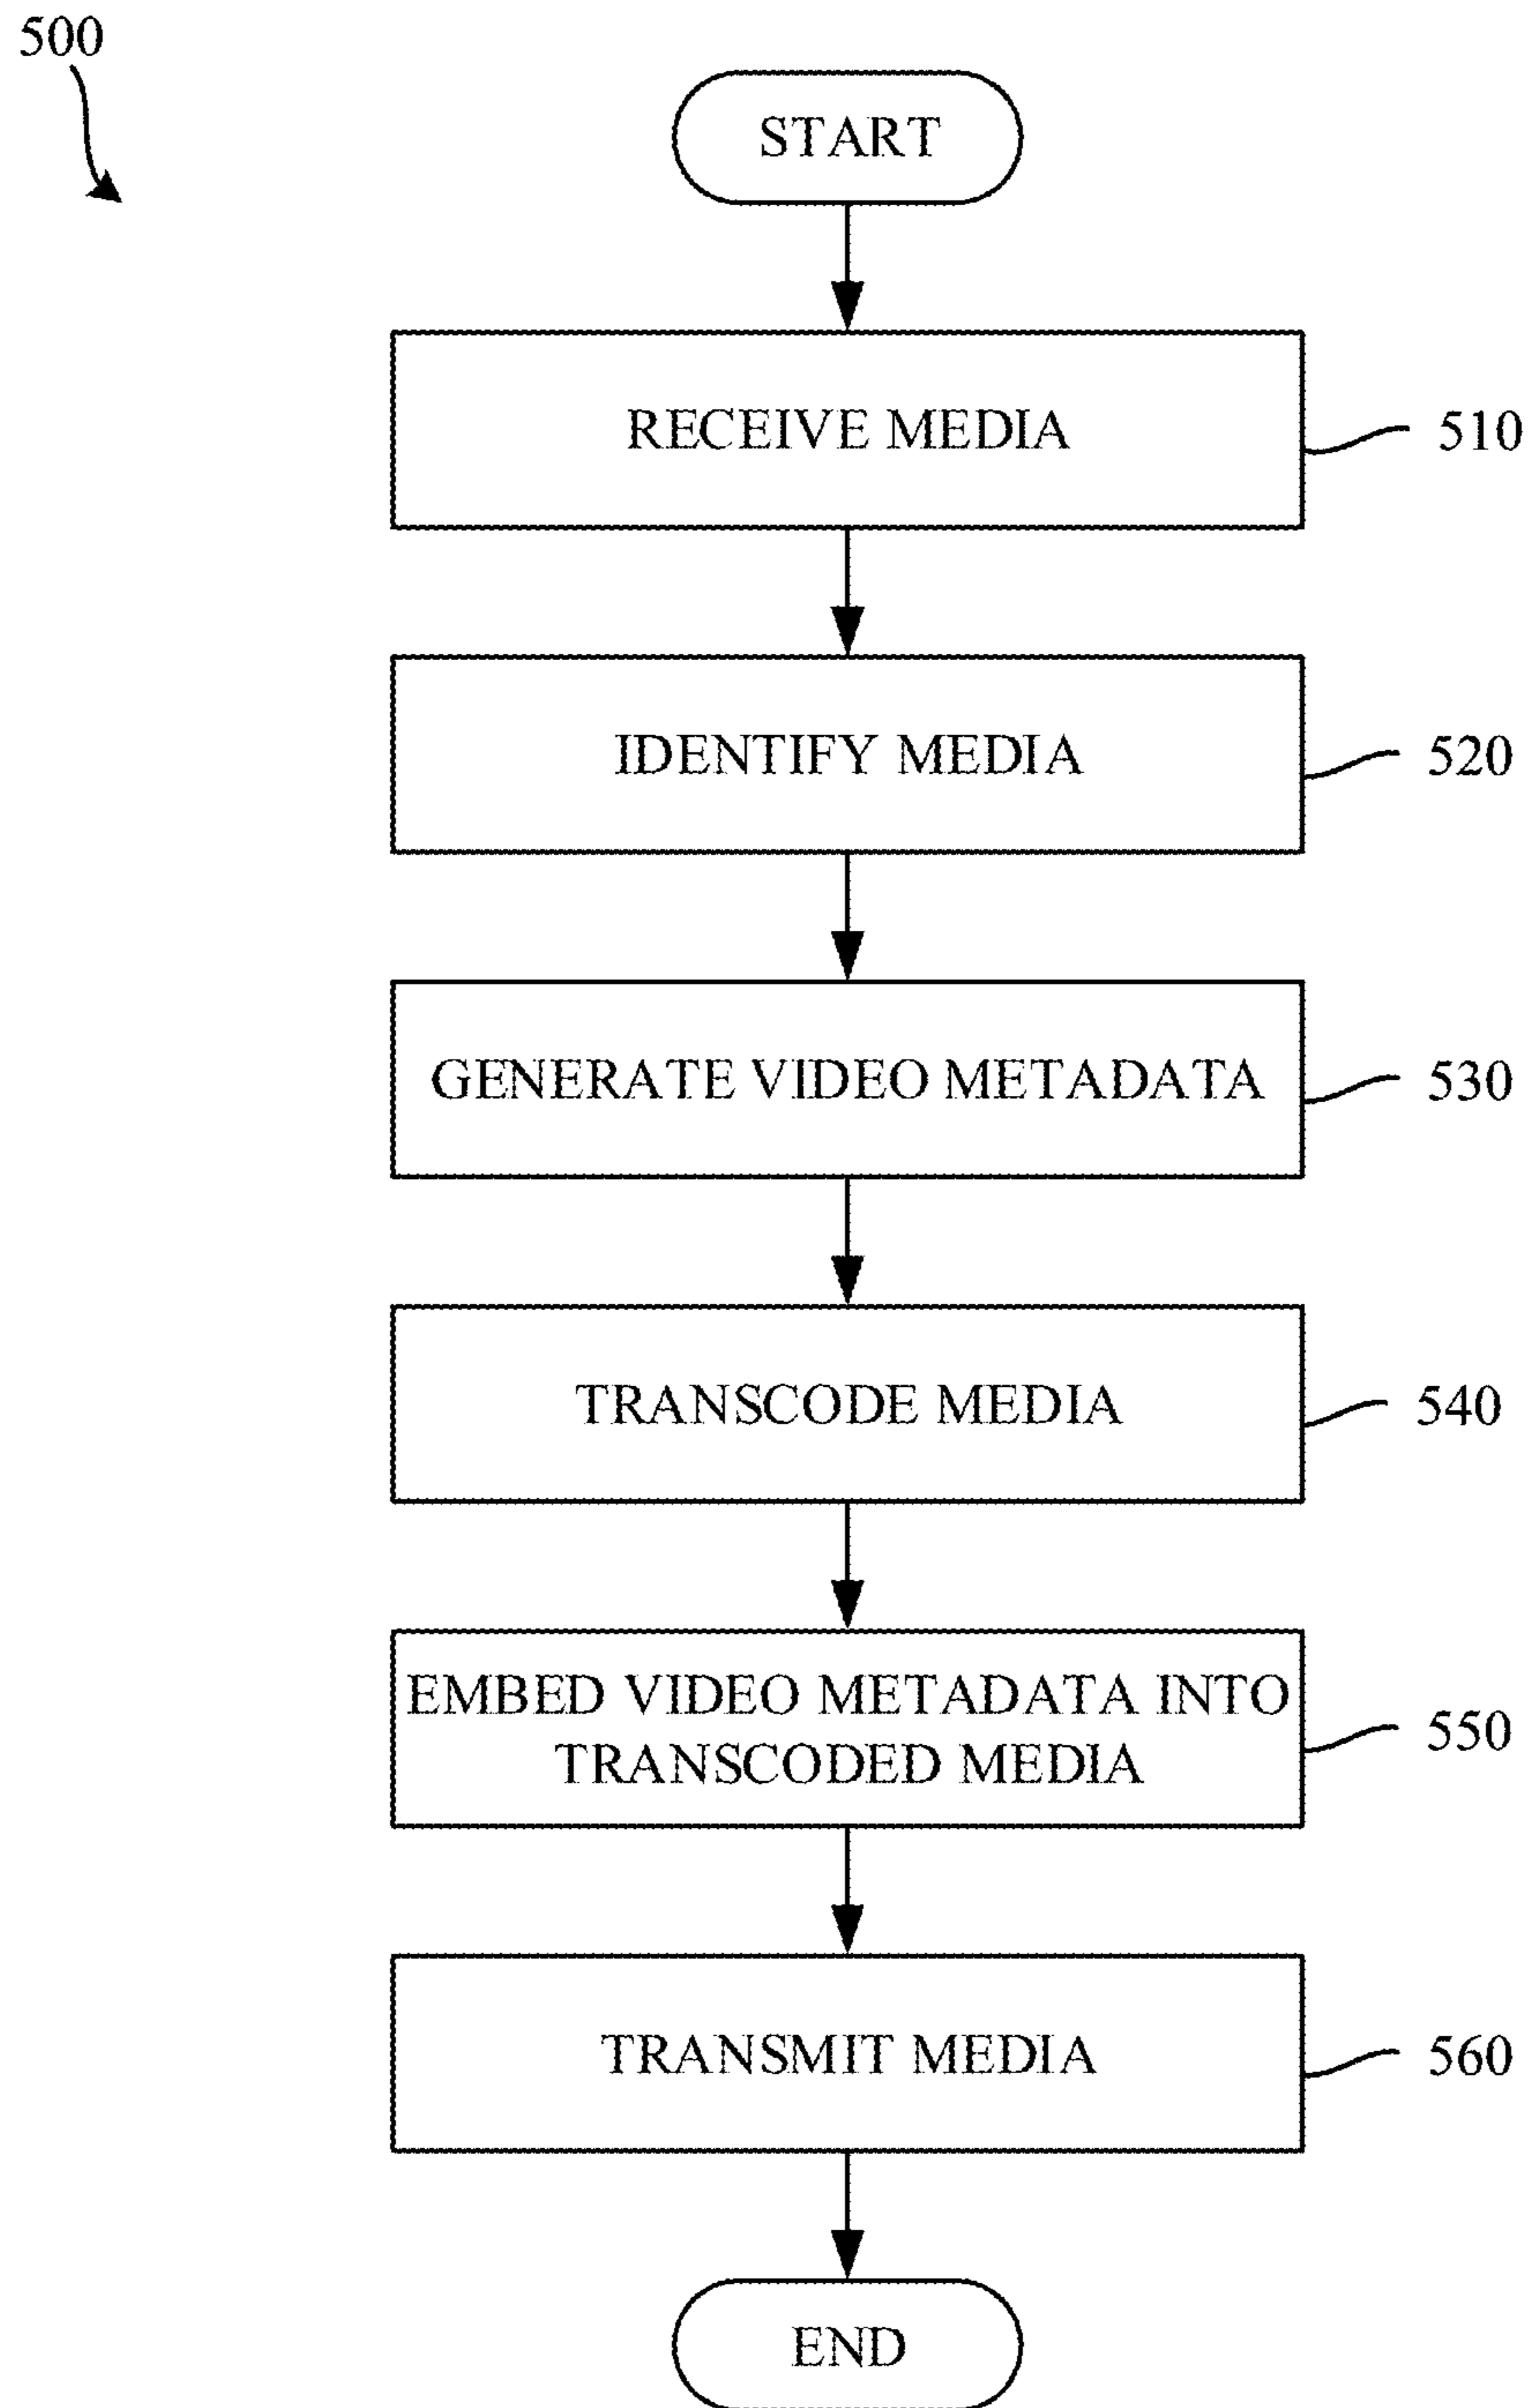 500
START
RECEIVE MEDIA
510
IDENTIFY MEDIA
520
GENERATE VIDEO METADATA
530
TRANSCODE MEDIA
540
EMBED VIDEO METADATA INTO
TRANSCODED MEDIA
550
TRANSMIT MEDIA
560
END